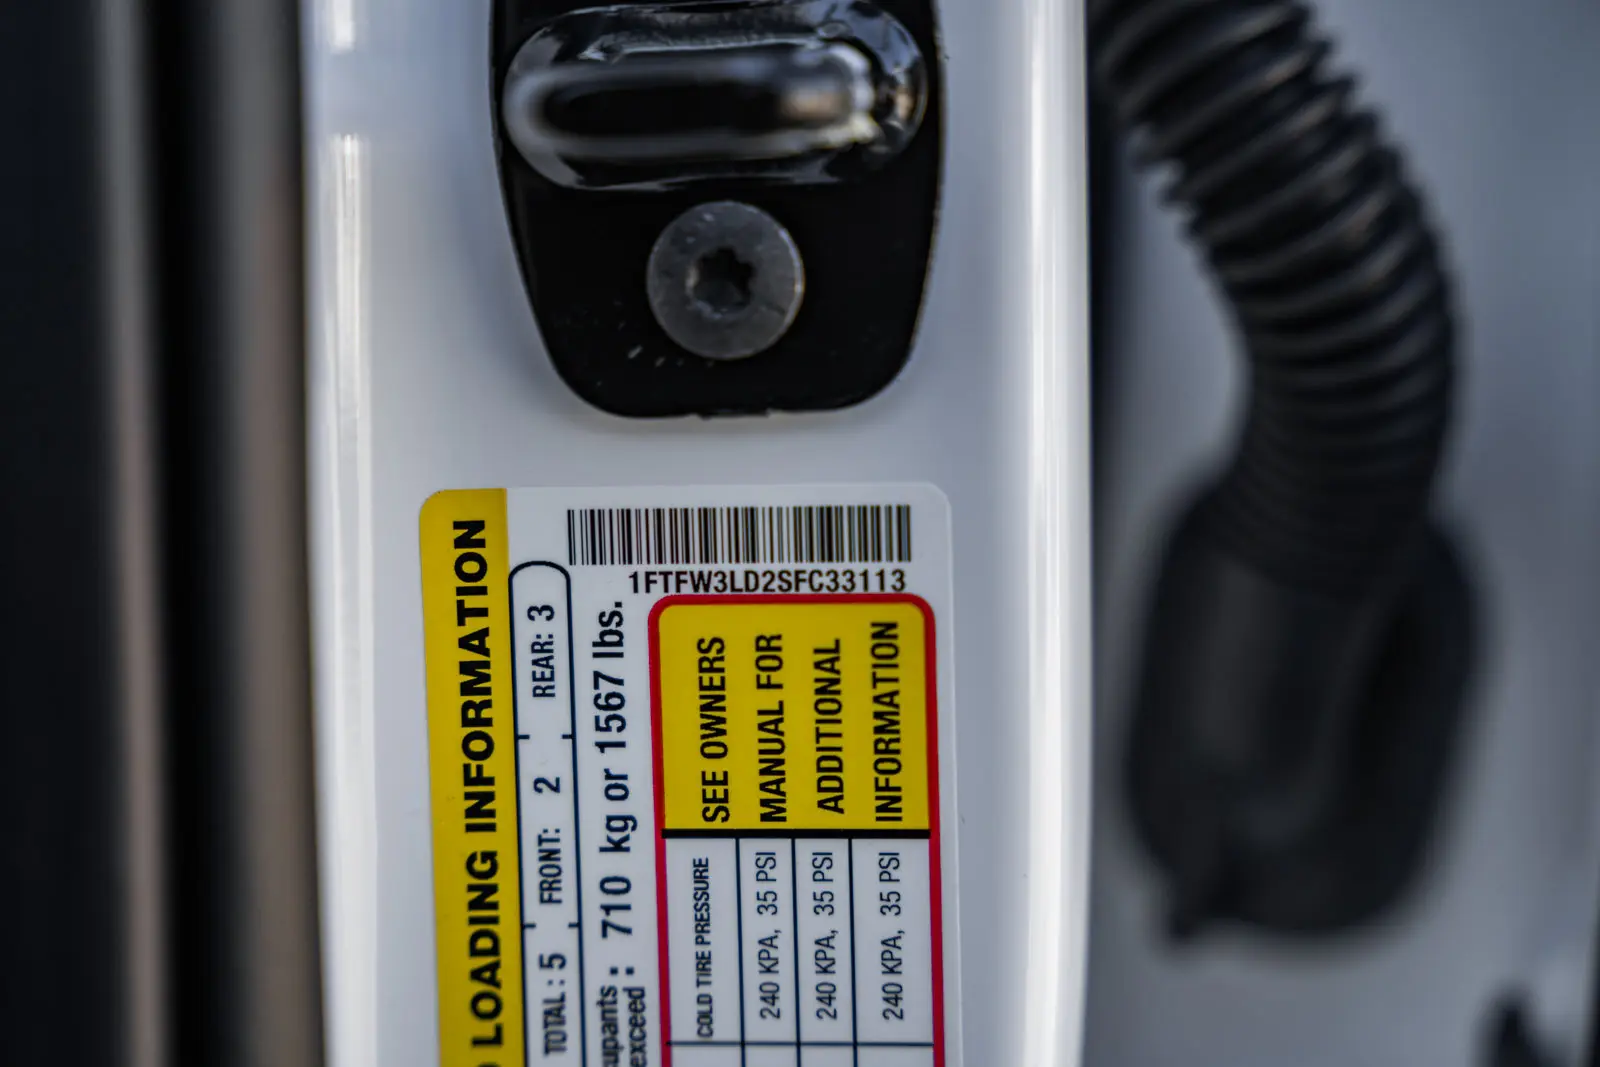 1FTFW3LD2SFC33113
LOADING INFORMATION
TOTAL : 5 FRONT: 2 REAR: 3
exceed : 710 kg or 1567 lbs.
COLD TIRE PRESSURE SEE OWNERS
240 KPA, 35 PSI MANUAL FOR
240 KPA, 35 PSI ADDITIONAL
240 KPA, 35 PSI INFORMATION